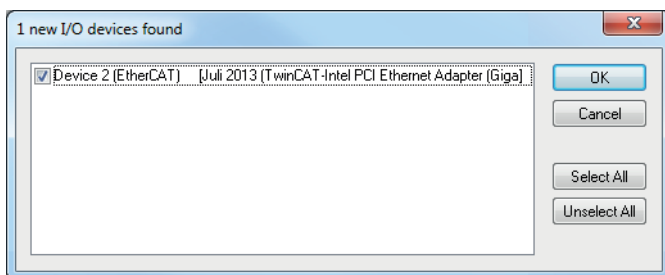 1 new I/O devices found
Device 2 (EtherCAT) [Juli 2013 (TwinCAT-Intel PCI Ethernet Adapter (Giga]
OK
Cancel
Select All
Unselect All